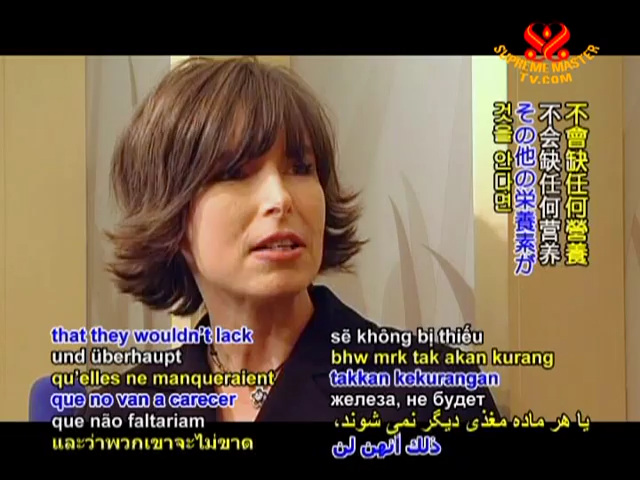 SUPREME MASTER
TV.COM
不會缺任何營養
不会缺任何营养
その他の栄養素が
것을 안다면
that they wouldn't lack
und überhaupt
qu'elles ne manqueraient
que no van a carecer
que não faltariam
และว่าพวกเขาจะไม่ขาด
sẽ không bị thiếu
bhw mrk tak akan kurang
takkan kekurangan
железа, не будет
یا هر ماده مغذی دیگر نمی شوند،
ذلك أنهن لن